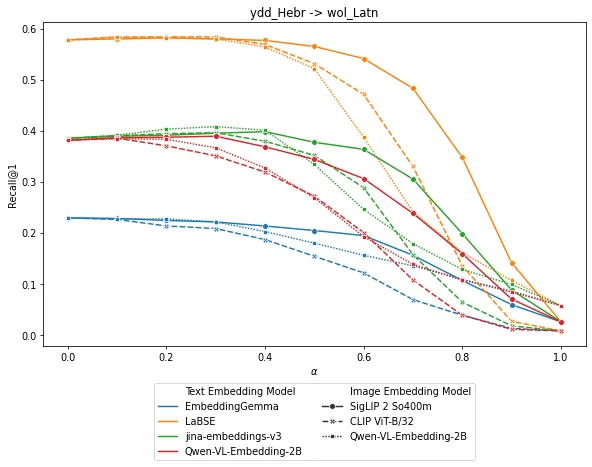 ydd_Hebr -> wol_Latn
0.6
0.5
0.4
0.3
0.2
0.1
0.0
Recall@1
0.0 0.2 0.4 0.6 0.8 1.0
α
Text Embedding Model
EmbeddingGemma
LaBSE
jina-embeddings-v3
Qwen-VL-Embedding-2B
Image Embedding Model
SigLIP 2 So400m
CLIP ViT-B/32
Qwen-VL-Embedding-2B